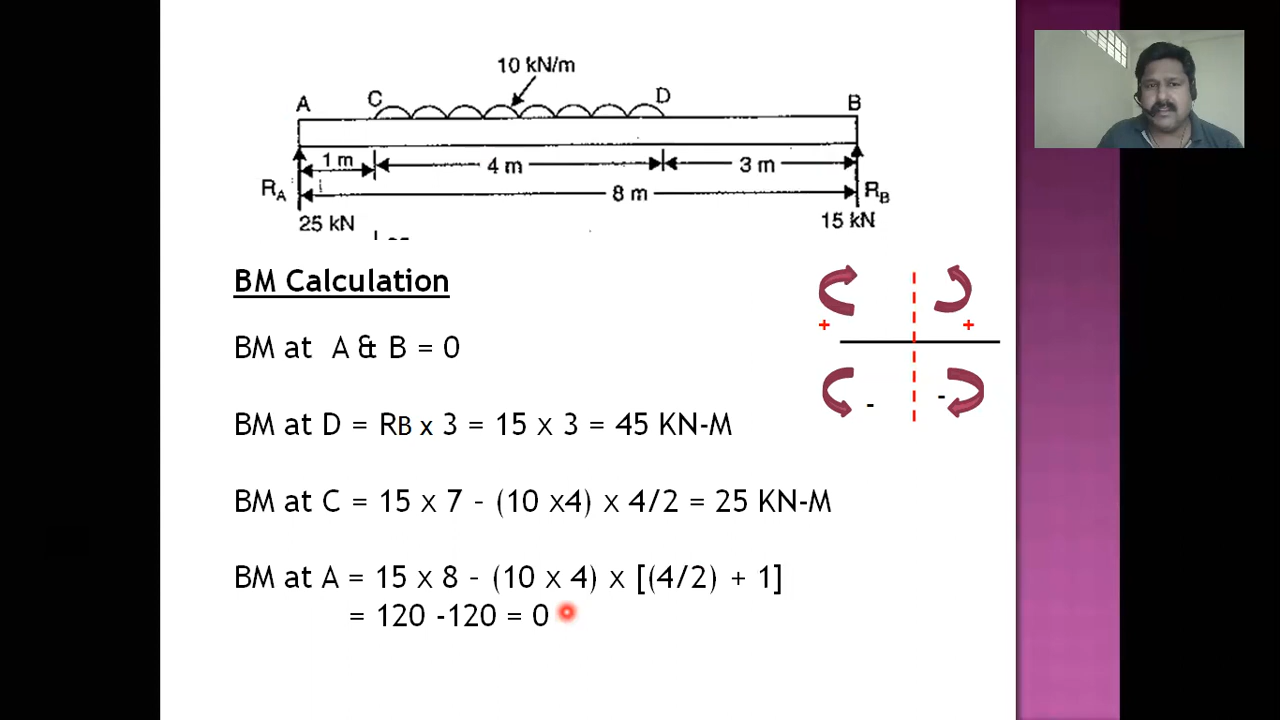 10 kN/m
A C D B
1 m 4 m 3 m
RA 8 m RB
25 kN 15 kN
BM Calculation
+ +
BM at A & B = 0
- -
BM at D = RB x 3 = 15 x 3 = 45 KN-M
BM at C = 15 x 7 - (10 x4) x 4/2 = 25 KN-M
BM at A = 15 x 8 - (10 x 4) x [(4/2) + 1]
= 120 -120 = 0